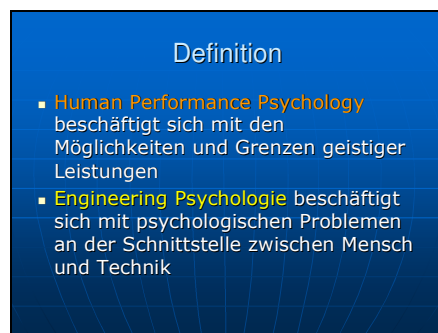 Definition
Human Performance Psychology
beschäftigt sich mit den
Möglichkeiten und Grenzen geistiger
Leistungen
Engineering Psychologie beschäftigt
sich mit psychologischen Problemen
an der Schnittstelle zwischen Mensch
und Technik